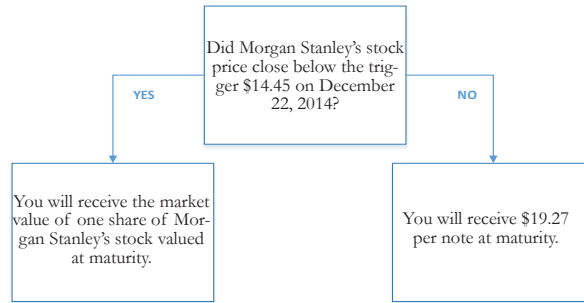 Did Morgan Stanley’s stock
price close below the trig-
ger $14.45 on December
22, 2014?
YES
NO
You will receive the market
value of one share of Mor-
gan Stanley’s stock valued
at maturity.
You will receive $19.27
per note at maturity.